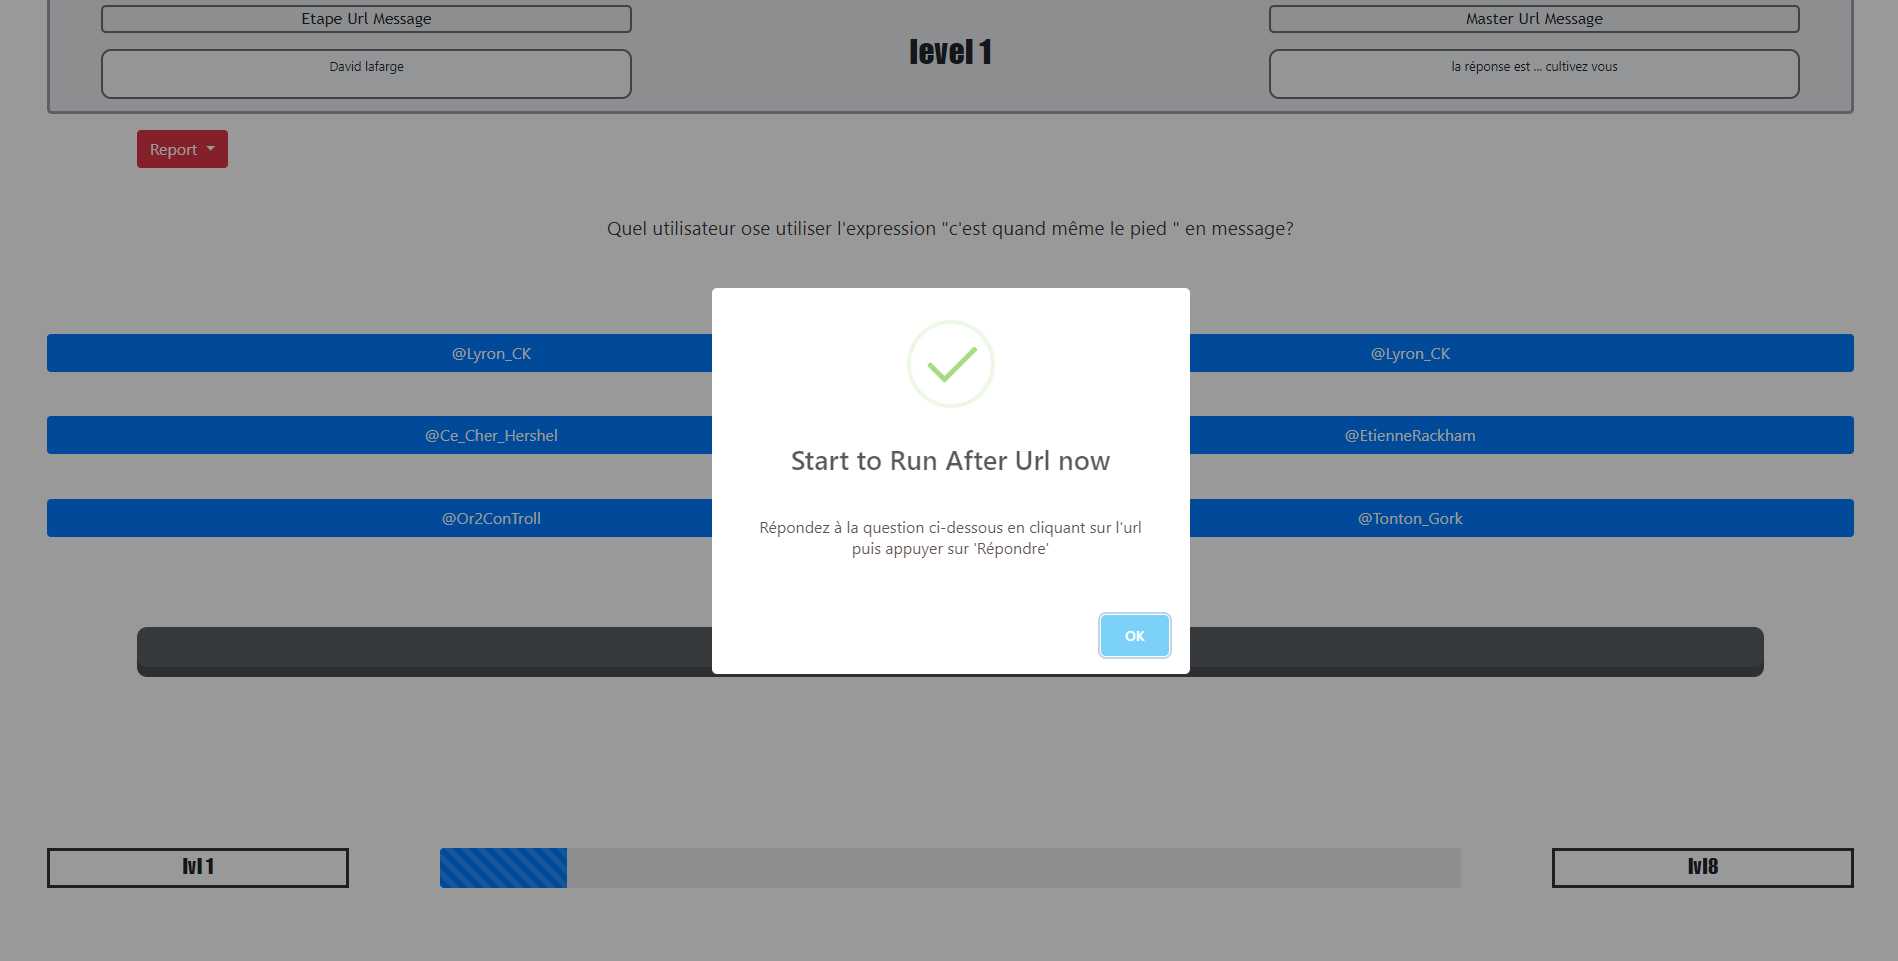 Etape Url Message
Master Url Message
level 1
David lafarge
la réponse est ... cultivez vous
Report
Quel utilisateur ose utiliser l'expression "c'est quand même le pied " en message?
@Lyron_CK
@Lyron_CK
@Ce_Cher_Hershel
@EtienneRackham
@Or2ConTroll
@Tonton_Gork
Start to Run After Url now
Répondez à la question ci-dessous en cliquant sur l'url
puis appuyer sur 'Répondre'
OK
lvl 1
lvl8